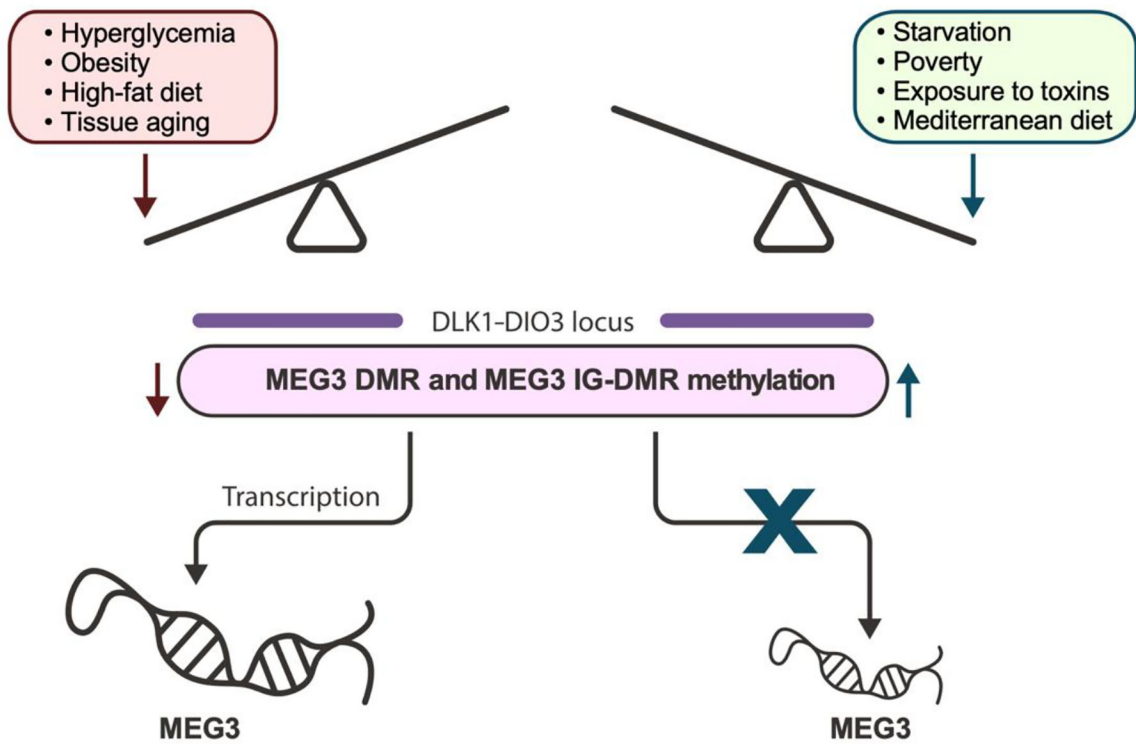 • Hyperglycemia
• Obesity
• High-fat diet
• Tissue aging
• Starvation
• Poverty
• Exposure to toxins
• Mediterranean diet
DLK1-DIO3 locus
MEG3 DMR and MEG3 IG-DMR methylation
Transcription
X
MEG3
MEG3